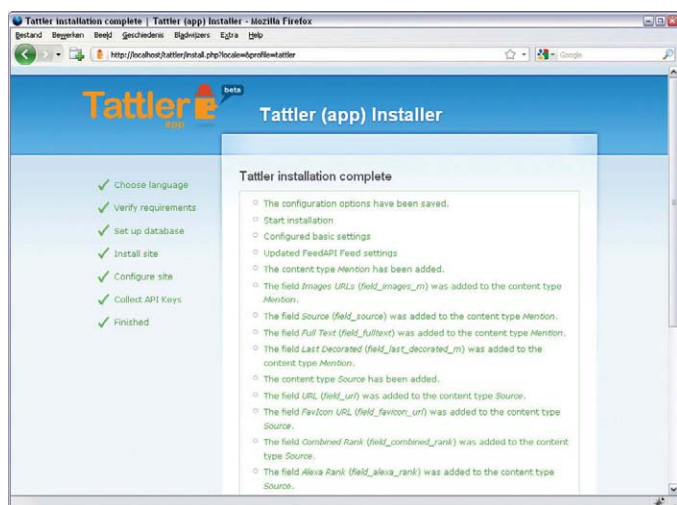 Tattler installation complete | Tattler (app) Installer - Mozilla Firefox
Bestand Bewerken Beeld Geschiedenis Bladwijzers Extra Help
http://localhost/tattler/install.php?locale=&profile=tattler
Google
Tattler
beta
app
Tattler (app) Installer
Choose language
Verify requirements
Set up database
Install site
Configure site
Collect API Keys
Finished
Tattler installation complete
The configuration options have been saved.
Start installation
Configured basic settings
Updated FeedAPI Feed settings
The content type Mention has been added.
The field Images URLs (field_images_m) was added to the content type
Mention.
The field Source (field_source) was added to the content type Mention.
The field Full Text (field_fulltext) was added to the content type Mention.
The field Last Decorated (field_last_decorated_m) was added to the
content type Mention.
The content type Source has been added.
The field URL (field_url) was added to the content type Source.
The field FavIcon URL (field_favicon_url) was added to the content type
Source.
The field Combined Rank (field_combined_rank) was added to the content
type Source.
The field Alexa Rank (field_alexa_rank) was added to the content type
Source.